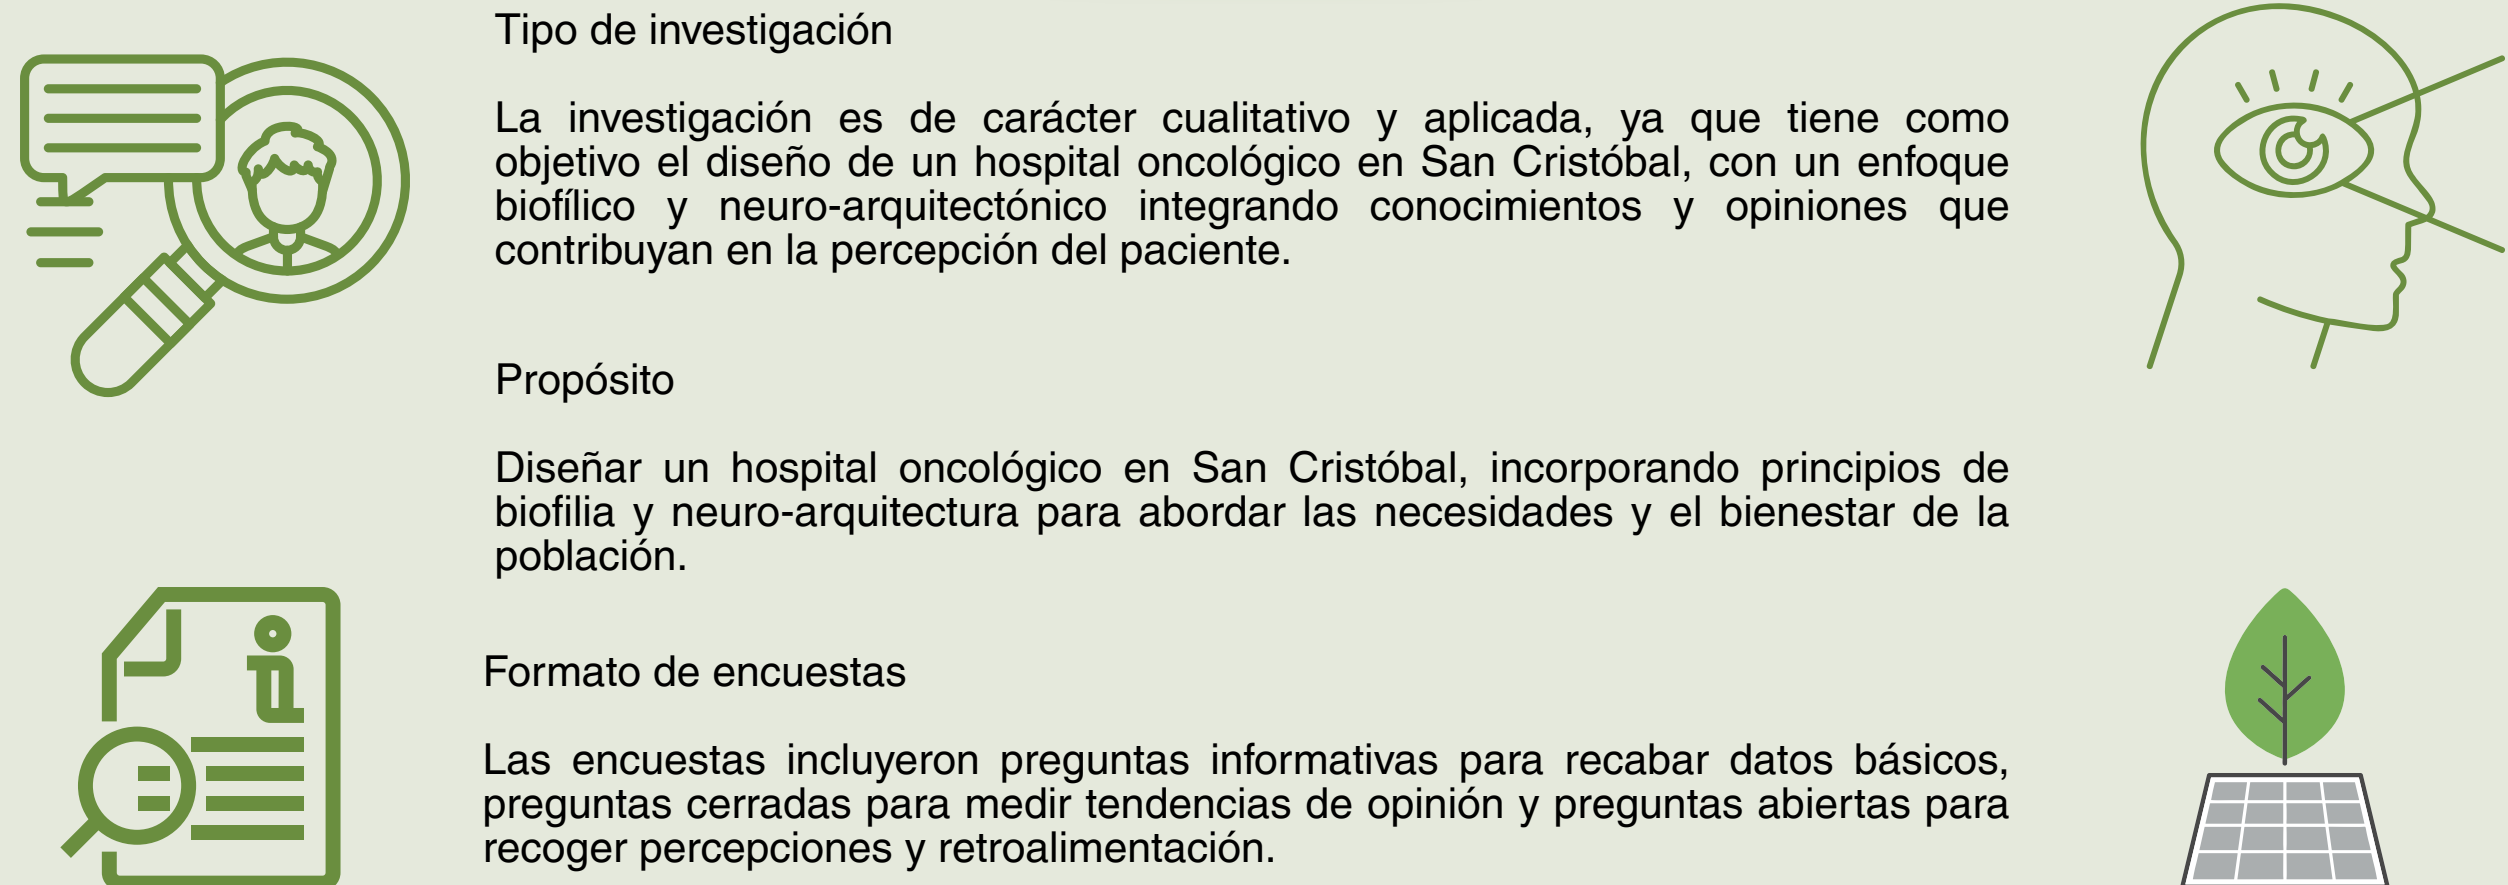 Tipo de investigación
La investigación es de carácter cualitativo y aplicada, ya que tiene como
objetivo el diseño de un hospital oncológico en San Cristóbal, con un enfoque
biofílico y neuro-arquitectónico integrando conocimientos y opiniones que
contribuyan en la percepción del paciente.
Propósito
Diseñar un hospital oncológico en San Cristóbal, incorporando principios de
biofilia y neuro-arquitectura para abordar las necesidades y el bienestar de la
población.
Formato de encuestas
Las encuestas incluyeron preguntas informativas para recabar datos básicos,
preguntas cerradas para medir tendencias de opinión y preguntas abiertas para
recoger percepciones y retroalimentación.